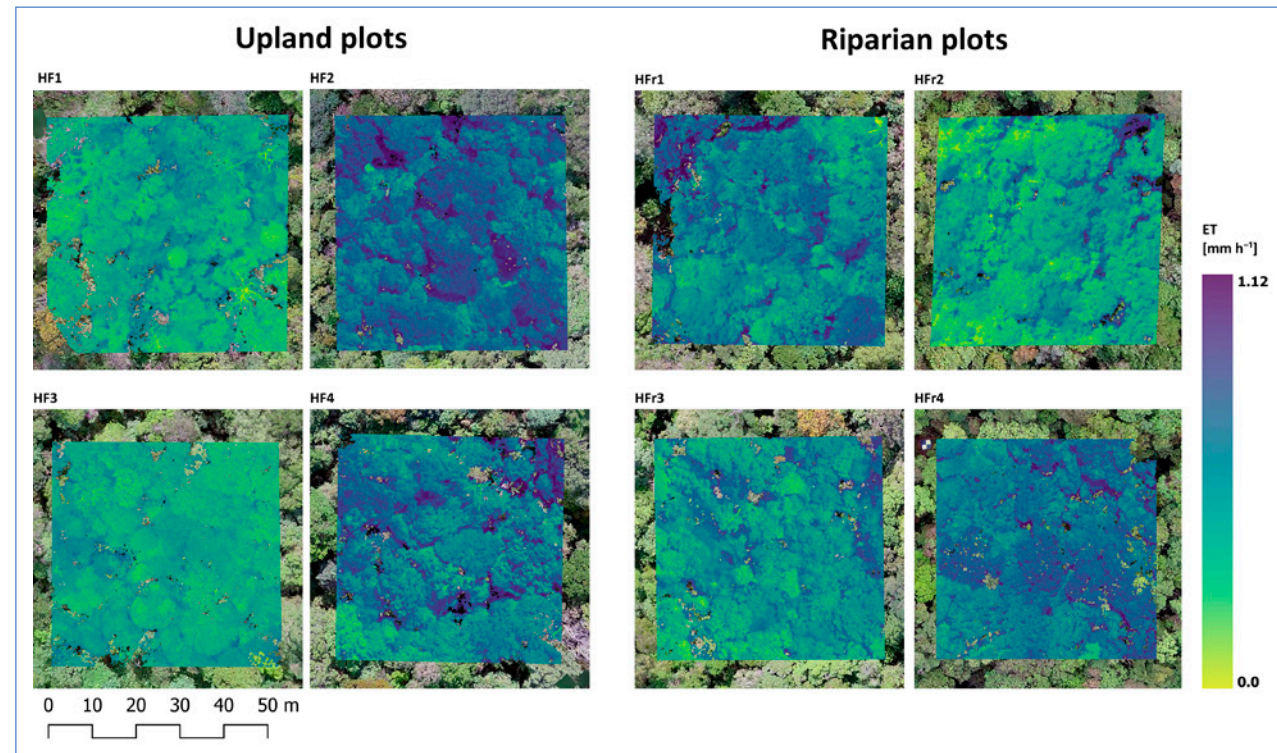 Upland plots
Riparian plots
HF1
HF2
HFr1
HFr2
ET
[mm h⁻¹]
1.12
HF3
HF4
HFr3
HFr4
0.0
0 10 20 30 40 50 m